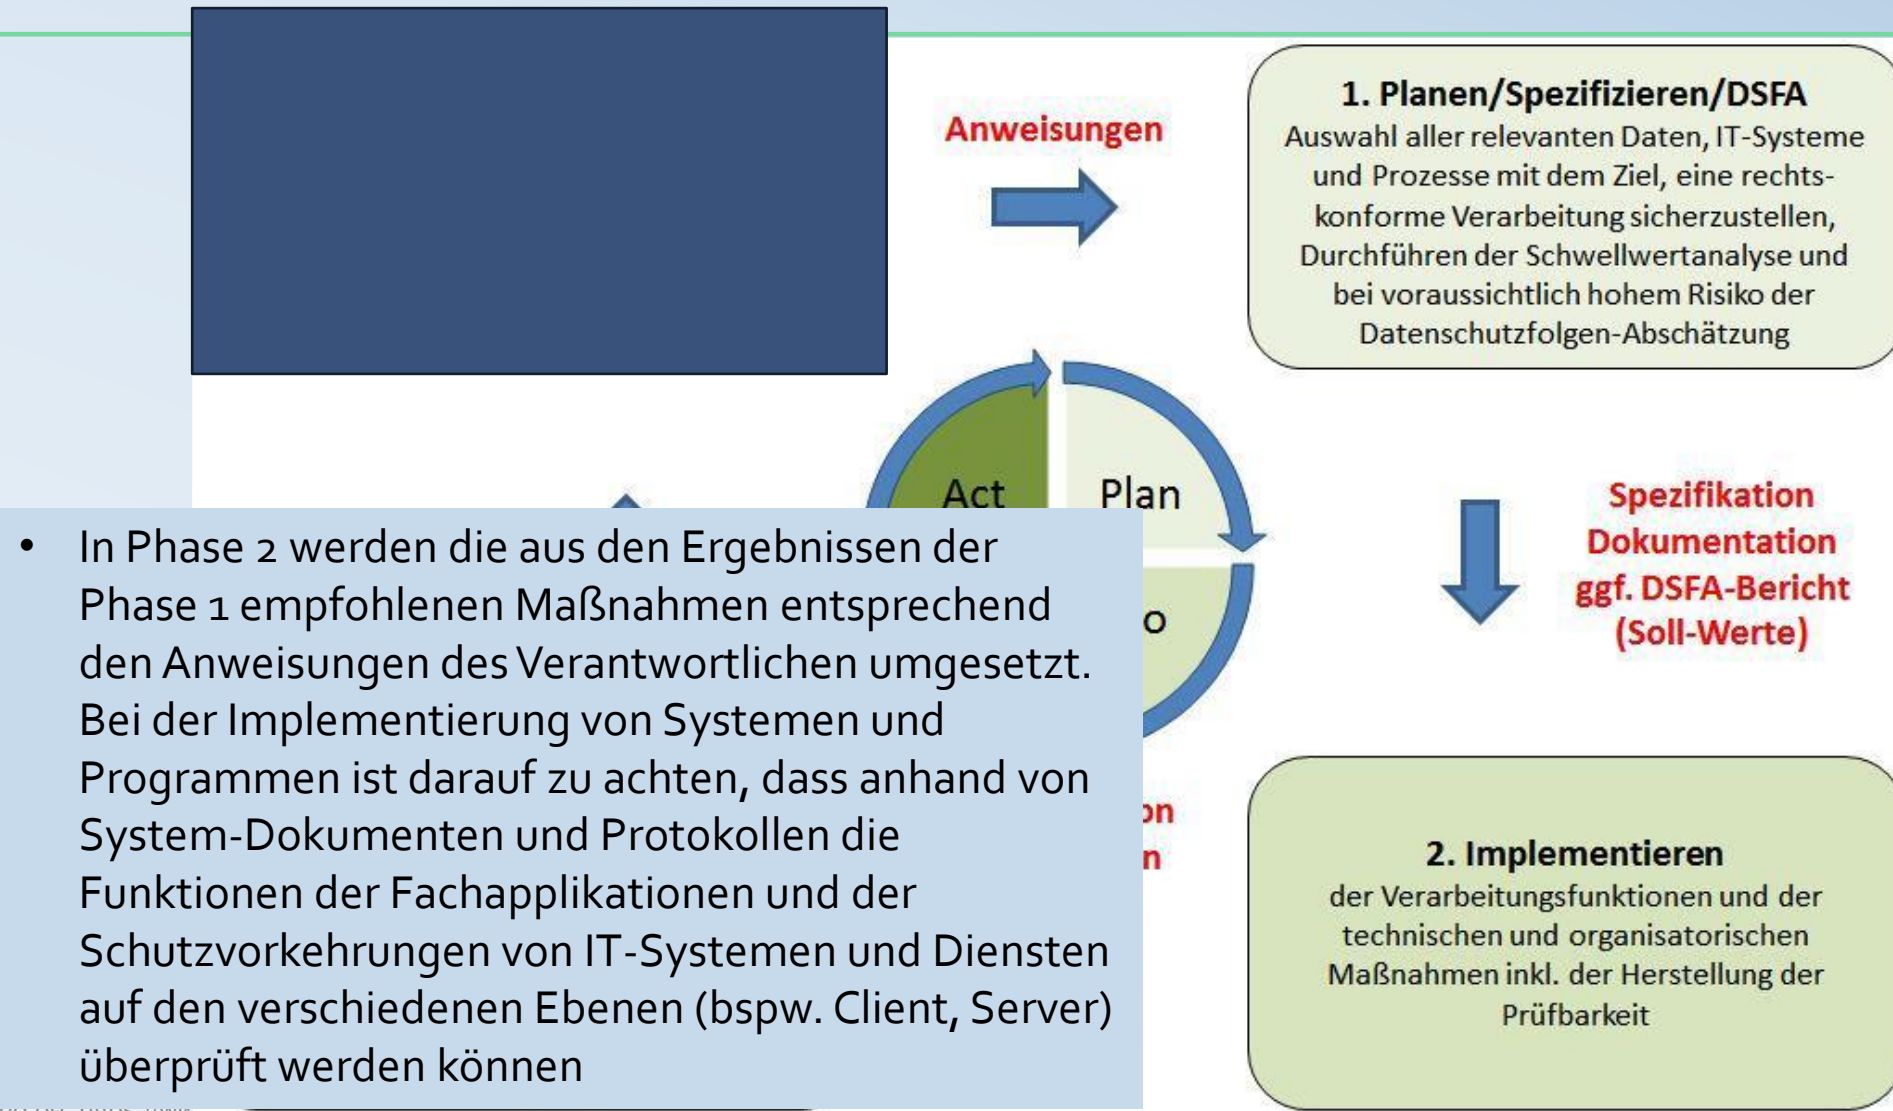 Anweisungen
1. Planen/Spezifizieren/DSFA
Auswahl aller relevanten Daten, IT-Systeme
und Prozesse mit dem Ziel, eine rechts-
konforme Verarbeitung sicherzustellen,
Durchführen der Schwellwertanalyse und
bei voraussichtlich hohem Risiko der
Datenschutzfolgen-Abschätzung
Act
Plan
Spezifikation
Dokumentation
ggf. DSFA-Bericht
(Soll-Werte)
• In Phase 2 werden die aus den Ergebnissen der
Phase 1 empfohlenen Maßnahmen entsprechend
den Anweisungen des Verantwortlichen umgesetzt.
Bei der Implementierung von Systemen und
Programmen ist darauf zu achten, dass anhand von
System-Dokumenten und Protokollen die
Funktionen der Fachapplikationen und der
Schutzvorkehrungen von IT-Systemen und Diensten
auf den verschiedenen Ebenen (bspw. Client, Server)
überprüft werden können
o
on
n
2. Implementieren
der Verarbeitungsfunktionen und der
technischen und organisatorischen
Maßnahmen inkl. der Herstellung der
Prüfbarkeit